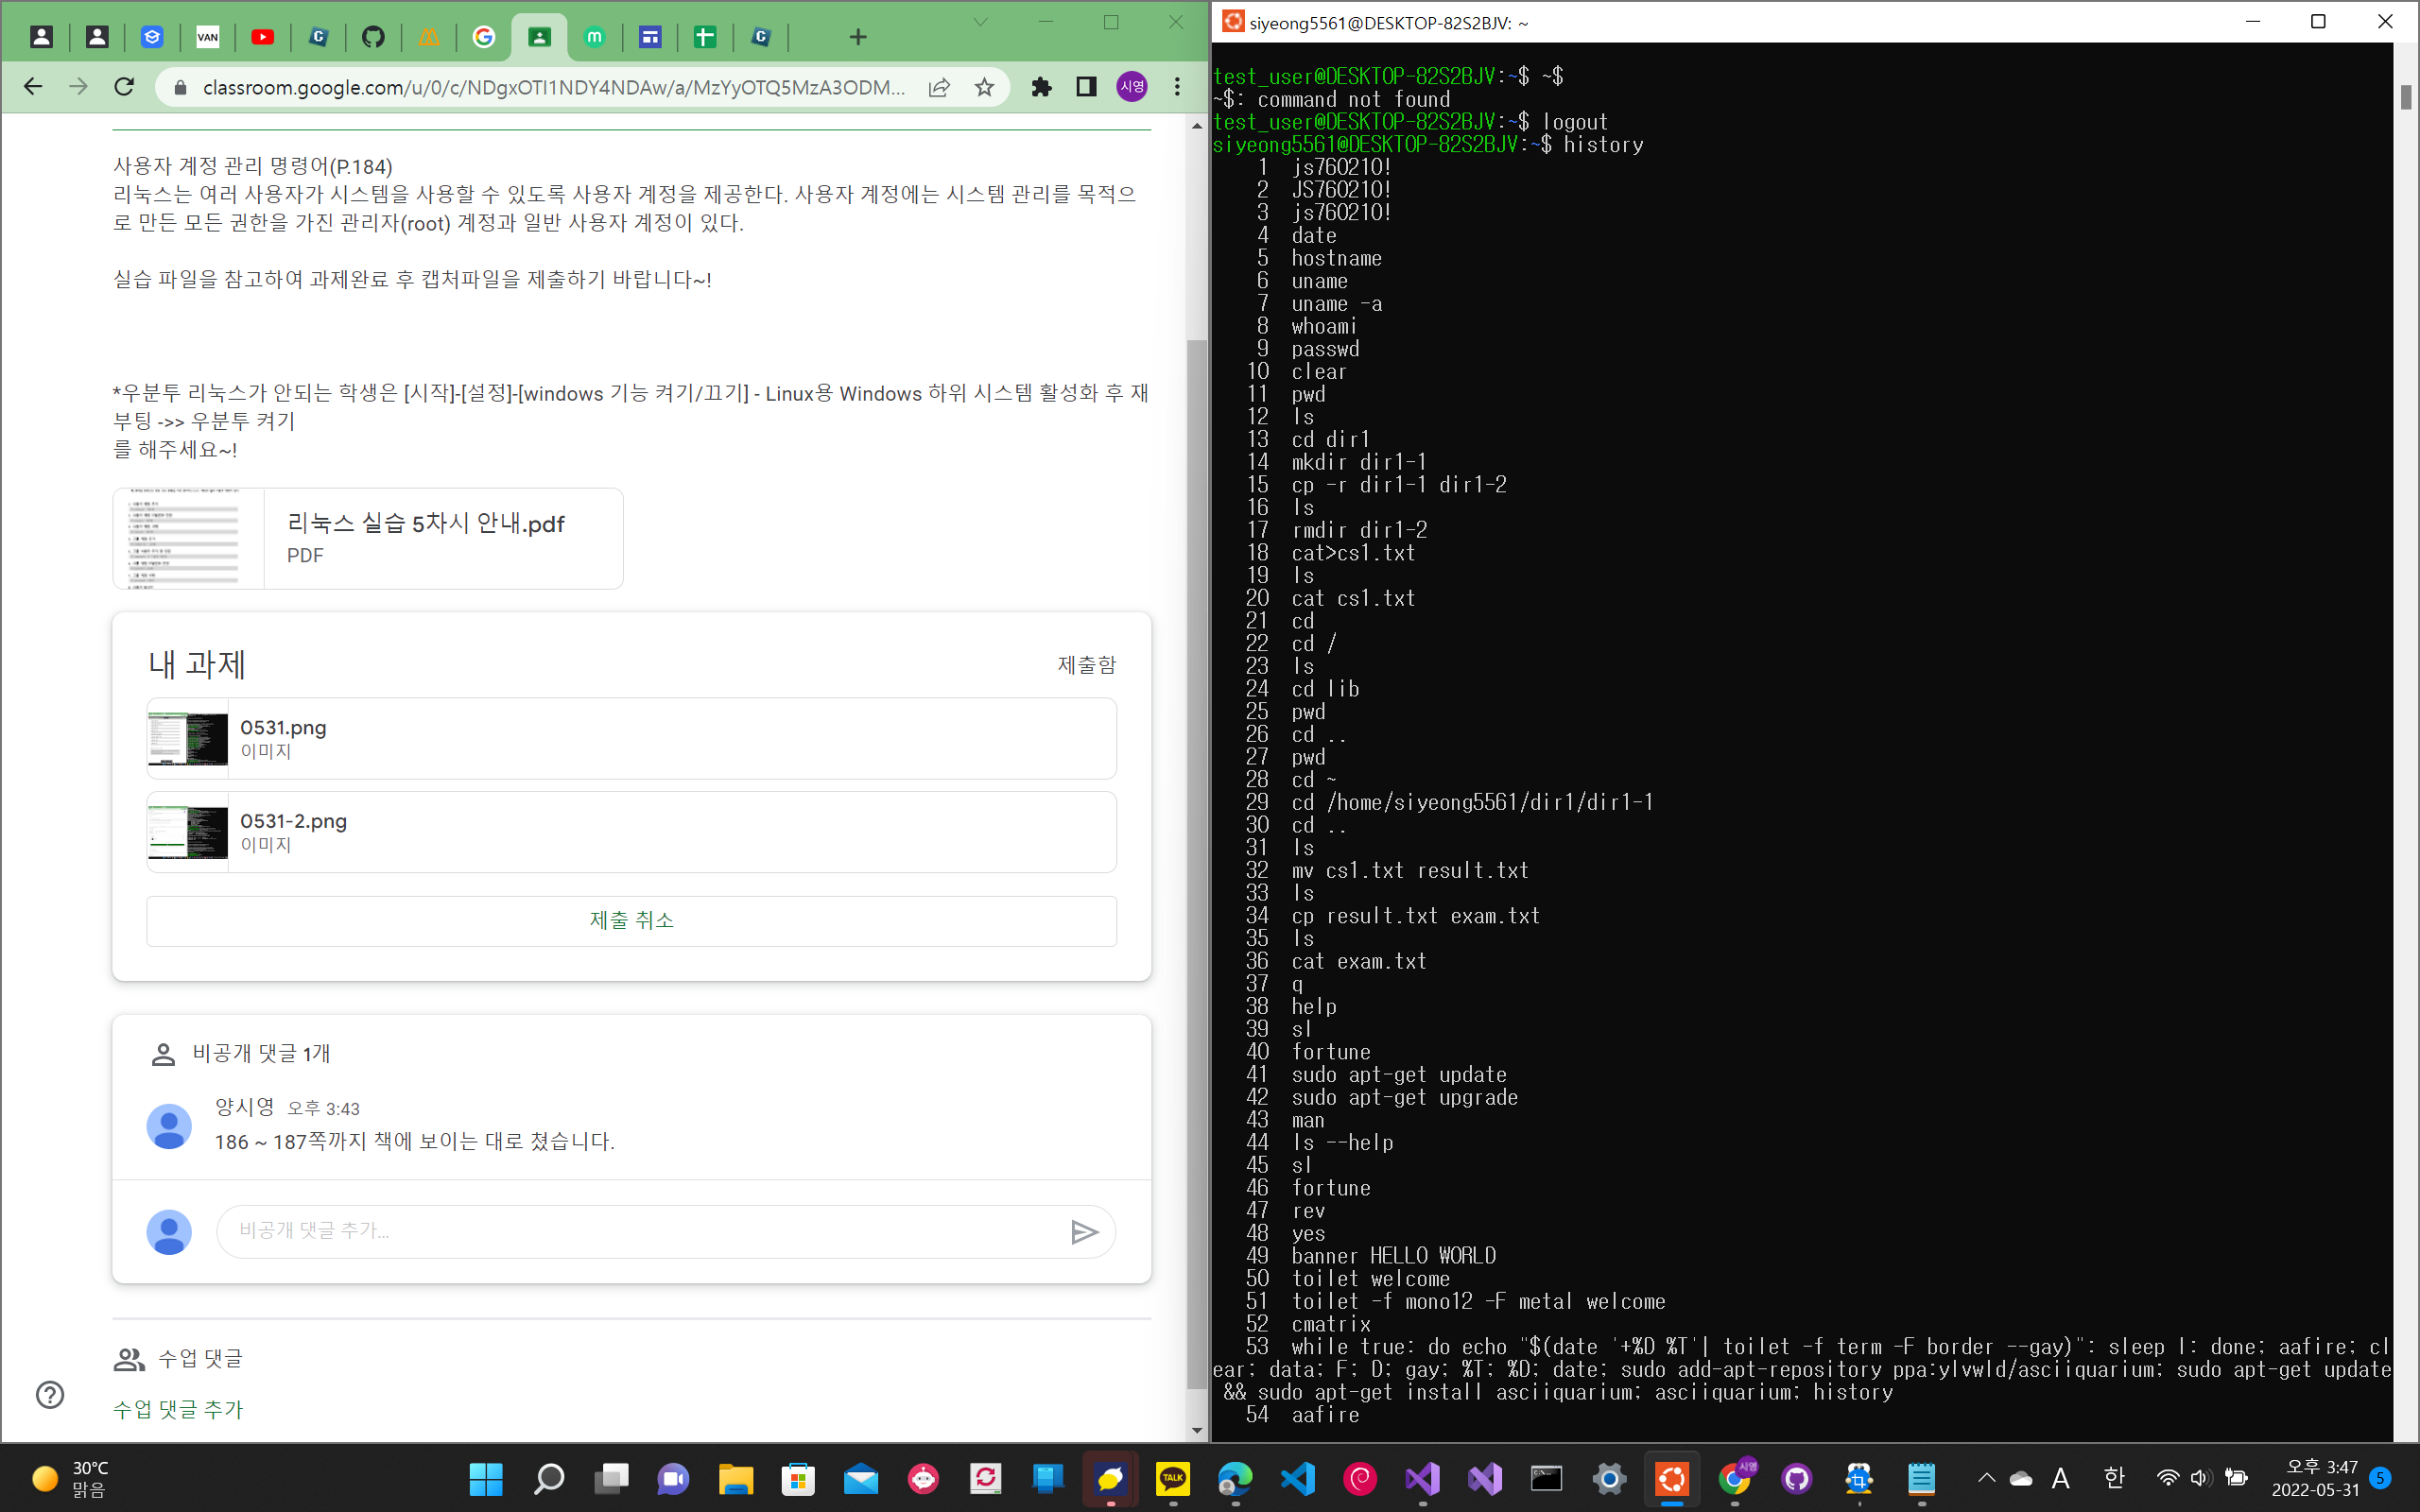 VAN
classroom.google.com/u/0/c/NDgxOTI1NDY4NDAw/a/MzYyOTQ5MzA3ODM...
시영
사용자 계정 관리 명령어(P.184)
리눅스는 여러 사용자가 시스템을 사용할 수 있도록 사용자 계정을 제공한다. 사용자 계정에는 시스템 관리를 목적으
로 만든 모든 권한을 가진 관리자(root) 계정과 일반 사용자 계정이 있다.
실습 파일을 참고하여 과제완료 후 캡처파일을 제출하기 바랍니다~!
*우분투 리눅스가 안되는 학생은 [시작]-[설정]-[windows 기능 켜기/끄기] - Linux용 Windows 하위 시스템 활성화 후 재
부팅 ->> 우분투 켜기
를 해주세요~!
리눅스 실습 5차시 안내.pdf
PDF
내 과제
제출함
0531.png
이미지
0531-2.png
이미지
제출 취소
비공개 댓글 1개
양시영 오후 3:43
186 ~ 187쪽까지 책에 보이는 대로 쳤습니다.
비공개 댓글 추가...
수업 댓글
수업 댓글 추가
siyeong5561@DESKTOP-82S2BJV: ~
test_user@DESKTOP-82S2BJV:~$ ~$
~$: command not found
test_user@DESKTOP-82S2BJV:~$ logout
siyeong5561@DESKTOP-82S2BJV:~$ history
1 js760210!
2 JS760210!
3 js760210!
4 date
5 hostname
6 uname
7 uname -a
8 whoami
9 passwd
10 clear
11 pwd
12 ls
13 cd dir1
14 mkdir dir1-1
15 cp -r dir1-1 dir1-2
16 ls
17 rmdir dir1-2
18 cat>cs1.txt
19 ls
20 cat cs1.txt
21 cd
22 cd /
23 ls
24 cd lib
25 pwd
26 cd ..
27 pwd
28 cd ~
29 cd /home/siyeong5561/dir1/dir1-1
30 cd ..
31 ls
32 mv cs1.txt result.txt
33 ls
34 cp result.txt exam.txt
35 ls
36 cat exam.txt
37 q
38 help
39 sl
40 fortune
41 sudo apt-get update
42 sudo apt-get upgrade
43 man
44 ls --help
45 sl
46 fortune
47 rev
48 yes
49 banner HELLO WORLD
50 toilet welcome
51 toilet -f mono12 -F metal welcome
52 cmatrix
53 while true: do echo "$(date '+%D %T'| toilet -f term -F border --gay)": sleep l: done; aafire; cl
ear; data; F; D; gay; %T; %D; date; sudo add-apt-repository ppa:ylvwld/asciiquarium; sudo apt-get update
&& sudo apt-get install asciiquarium; asciiquarium; history
54 aafire
30°C
맑음
TALK
시영
A
한
오후 3:47
2022-05-31
5